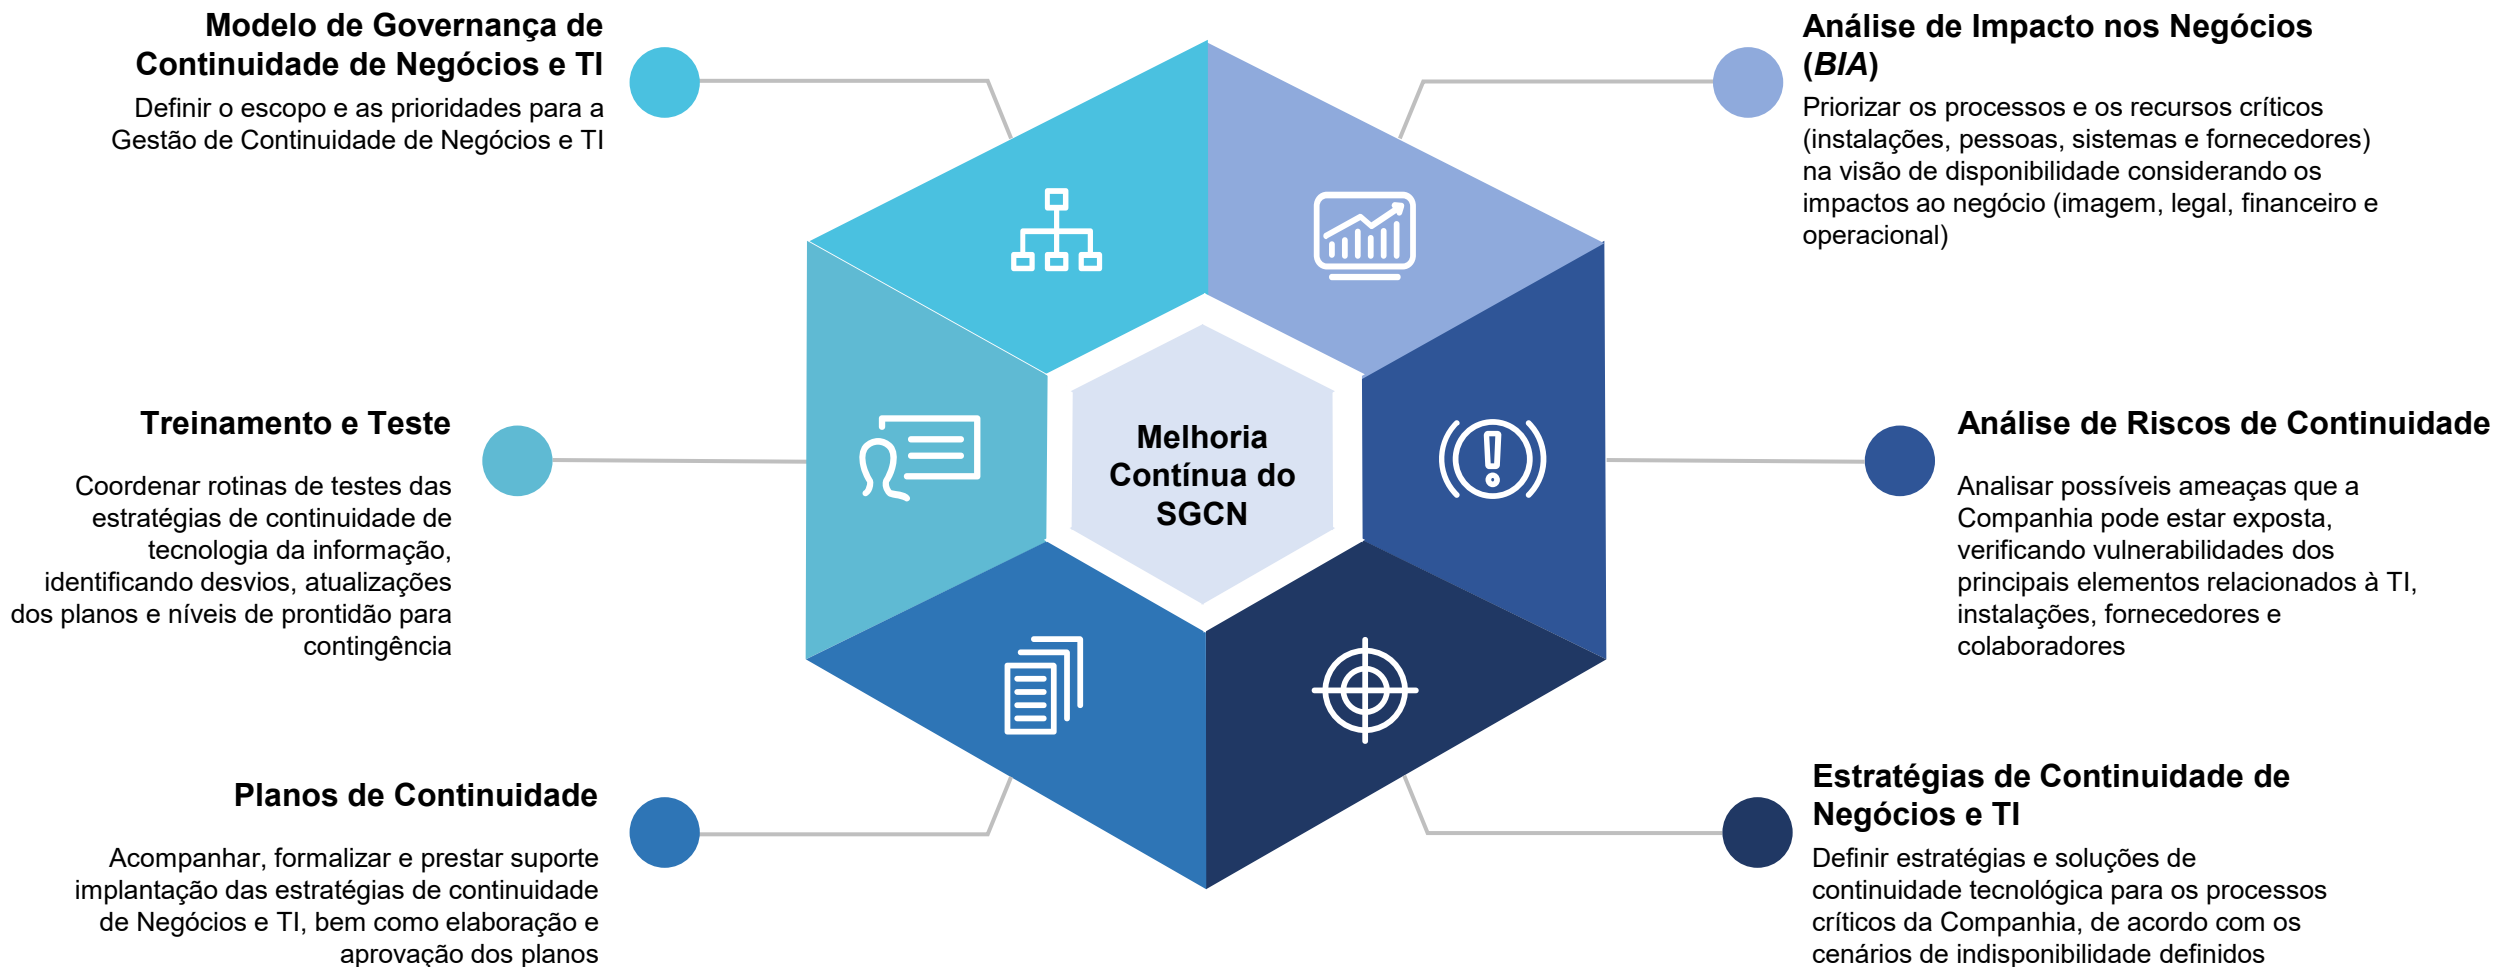 Modelo de Governança de
Continuidade de Negócios e TI
Definir o escopo e as prioridades para a
Gestão de Continuidade de Negócios e TI
Análise de Impacto nos Negócios
(BIA)
Priorizar os processos e os recursos críticos
(instalações, pessoas, sistemas e fornecedores)
na visão de disponibilidade considerando os
impactos ao negócio (imagem, legal, financeiro e
operacional)
Treinamento e Teste
Coordenar rotinas de testes das
estratégias de continuidade de
tecnologia da informação,
identificando desvios, atualizações
dos planos e níveis de prontidão para
contingência
Melhoria
Contínua do
SGCN
Análise de Riscos de Continuidade
Analisar possíveis ameaças que a
Companhia pode estar exposta,
verificando vulnerabilidades dos
principais elementos relacionados à TI,
instalações, fornecedores e
colaboradores
Planos de Continuidade
Acompanhar, formalizar e prestar suporte
implantação das estratégias de continuidade
de Negócios e TI, bem como elaboração e
aprovação dos planos
Estratégias de Continuidade de
Negócios e TI
Definir estratégias e soluções de
continuidade tecnológica para os processos
críticos da Companhia, de acordo com os
cenários de indisponibilidade definidos